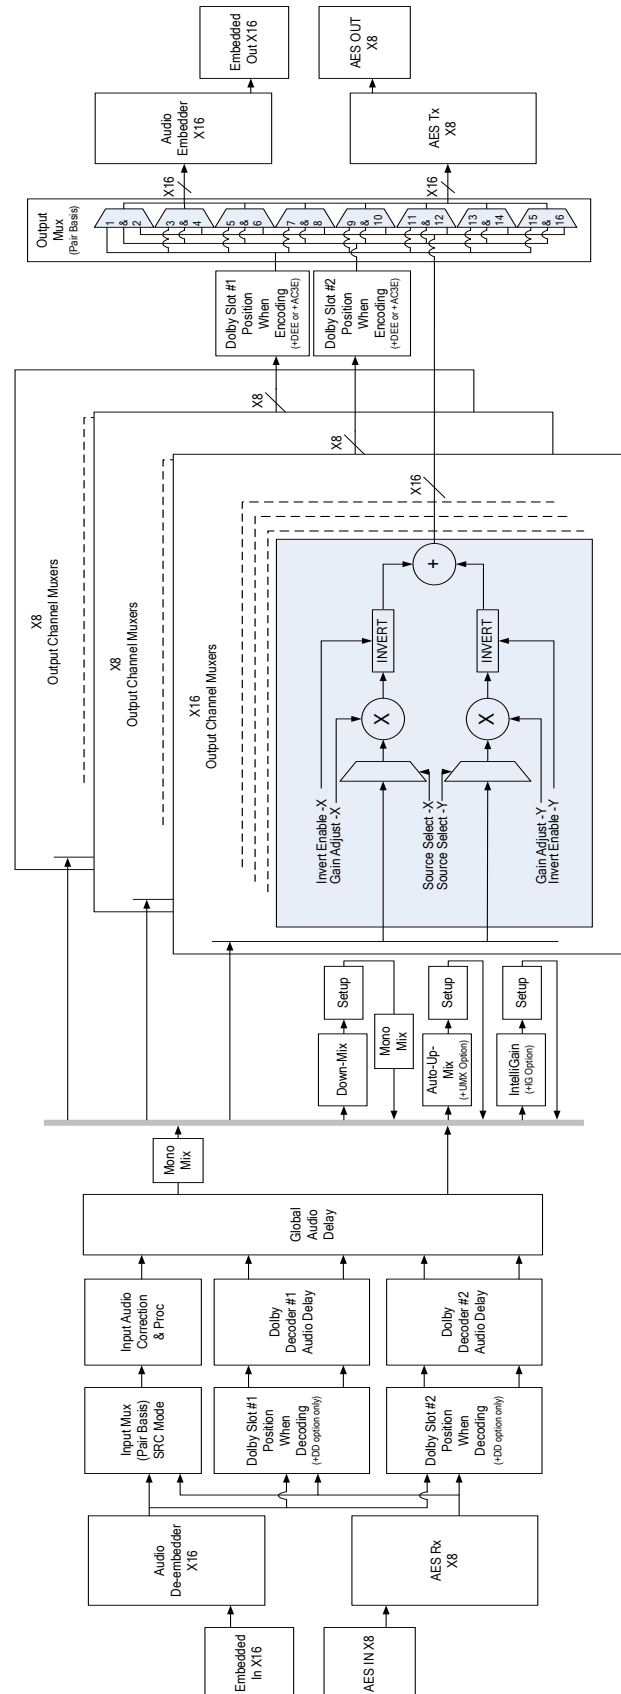 Embedded
In X16
AES IN X8
Audio
De-embedder
X16
AES Rx
X8
Input Mux
(Pair Basis)
SRC Mode
Dolby Slot #1
Position
When
Decoding
(+DD option only)
Dolby Slot #2
Position
When
Decoding
(+DD option only)
Input Audio
Correction
& Proc
Dolby
Decoder #1
Audio Delay
Dolby
Decoder #2
Audio Delay
Global
Audio
Delay
Mono
Mix
Down-Mix
Setup
Mono
Mix
Auto-Up-
Mix
(+UMX Option)
Setup
IntelliGain
(+IG Option)
Setup
X8
Output Channel Muxers
X8
Output Channel Muxers
X16
Output Channel Muxers
Invert Enable -X
Gain Adjust -X
Source Select -X
Source Select -Y
Gain Adjust -Y
Invert Enable -Y
X
X
INVERT
INVERT
+
X8
X8
X16
Dolby Slot #1
Position
When
Encoding
(+DEE or +AC3E)
Dolby Slot #2
Position
When
Encoding
(+DEE or +AC3E)
Output
Mux
(Pair Basis)
1
&
2
3
&
4
5
&
6
7
&
8
9
&
10
11
&
12
13
&
14
15
&
16
X16
X16
Audio
Embedder
X16
AES Tx
X8
Embedded
Out X16
AES OUT
X8